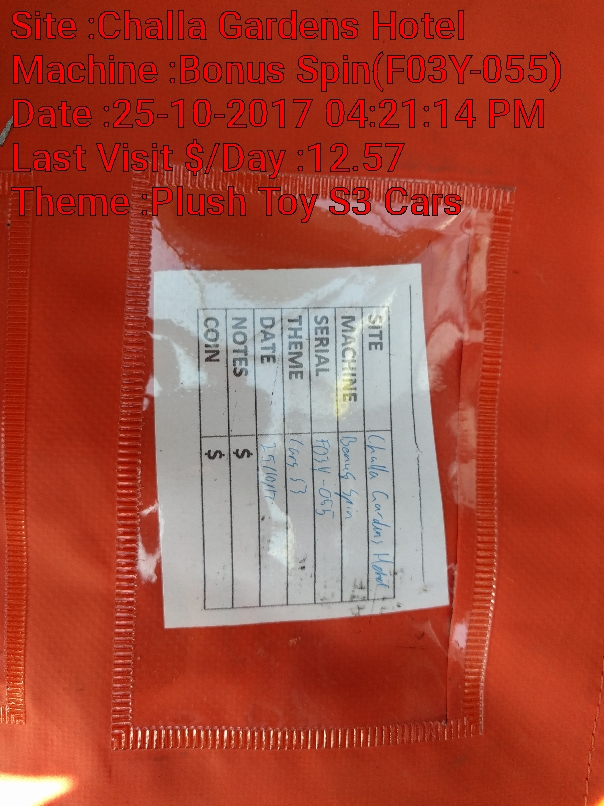 Site :Challa Gardens Hotel
Machine :Bonus Spin(F03Y-055)
Date :25-10-2017 04:21:14 PM
Last Visit $/Day :12.57
Theme :Plush Toy S3 Cars
SITE Challa Gardens Hotel
MACHINE Bonus Spin
SERIAL F03Y-055
THEME Cars S3
DATE
NOTES $
COIN $